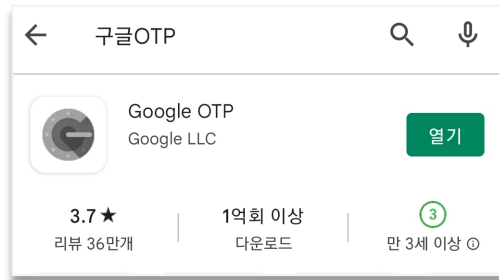 구글OTP
Google OTP
Google LLC
열기
3.7★
리뷰 36만개
1억회 이상
다운로드
3
만 3세 이상 ⓘ